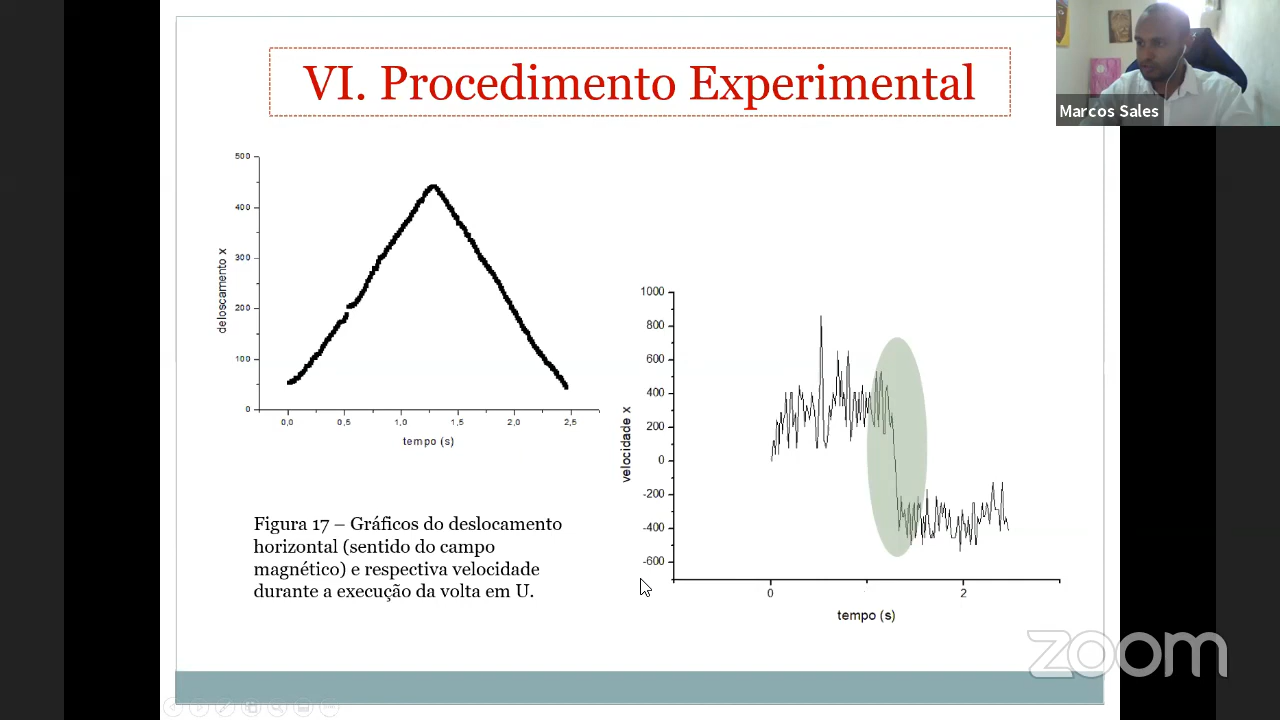 VI. Procedimento Experimental
Marcos Sales
500
400
300
200
100
0
deloscamento x
0,0 0,5 1,0 1,5 2,0 2,5
tempo (s)
1000
800
600
400
200
0
-200
-400
-600
velocidade x
0 2
tempo (s)
Figura 17 – Gráficos do deslocamento
horizontal (sentido do campo
magnético) e respectiva velocidade
durante a execução da volta em U.
zoom